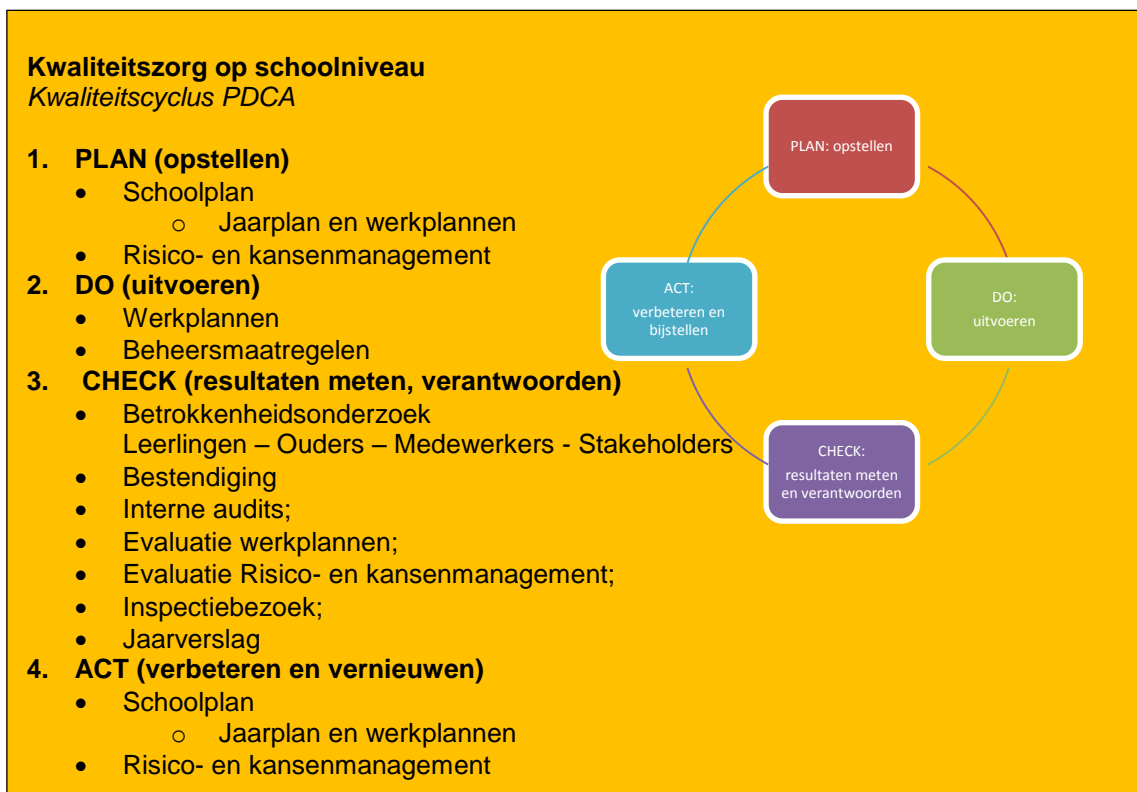 Kwaliteitszorg op schoolniveau
Kwaliteitscyclus PDCA
1. PLAN (opstellen)
• Schoolplan
o Jaarplan en werkplannen
• Risico- en kansenmanagement
2. DO (uitvoeren)
• Werkplannen
• Beheersmaatregelen
3. CHECK (resultaten meten, verantwoorden)
• Betrokkenheidsonderzoek
Leerlingen – Ouders – Medewerkers - Stakeholders
• Bestendiging
• Interne audits;
• Evaluatie werkplannen;
• Evaluatie Risico- en kansenmanagement;
• Inspectiebezoek;
• Jaarverslag
4. ACT (verbeteren en vernieuwen)
• Schoolplan
o Jaarplan en werkplannen
• Risico- en kansenmanagement
PLAN: opstellen
DO:
uitvoeren
CHECK:
resultaten meten
en verantwoorden
ACT:
verbeteren en
bijstellen